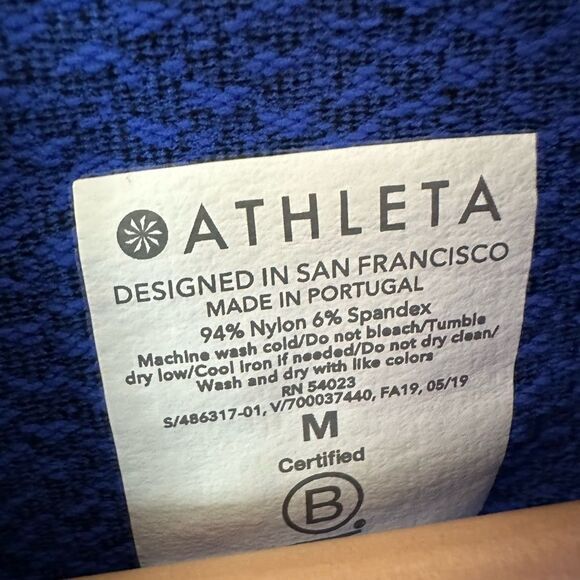 ATHLETA
DESIGNED IN SAN FRANCISCO
MADE IN PORTUGAL
94% Nylon 6% Spandex
Machine wash cold/Do not bleach/Tumble
dry low/Cool Iron if needed/Do not dry clean/
Wash and dry with like colors
RN 54023
S/486317-01, V/700037440, FA19, 05/19
M
Certified
B